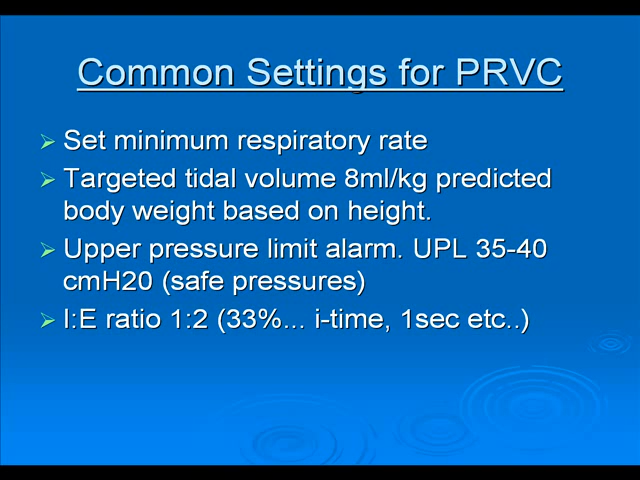 Common Settings for PRVC
Set minimum respiratory rate
Targeted tidal volume 8ml/kg predicted
body weight based on height.
Upper pressure limit alarm. UPL 35-40
cmH20 (safe pressures)
I:E ratio 1:2 (33%... i-time, 1sec etc..)